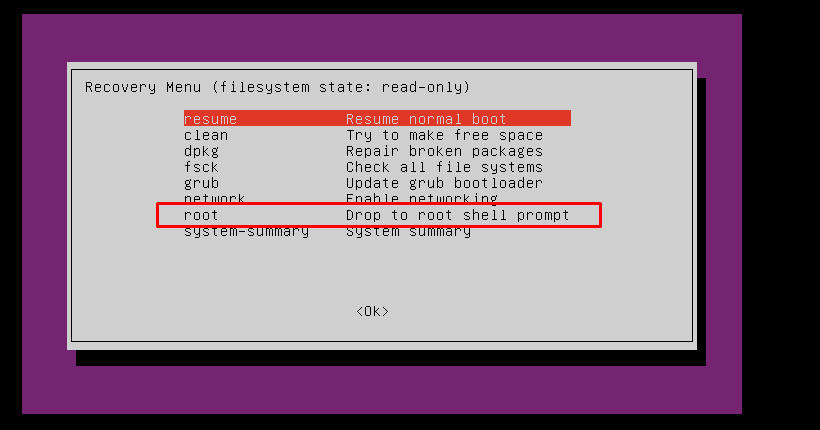 Recovery Menu (filesystem state: read-only)
resume Resume normal boot
clean Try to make free space
dpkg Repair broken packages
fsck Check all file systems
grub Update grub bootloader
network Enable networking
root Drop to root shell prompt
system-summary System summary
<Ok>